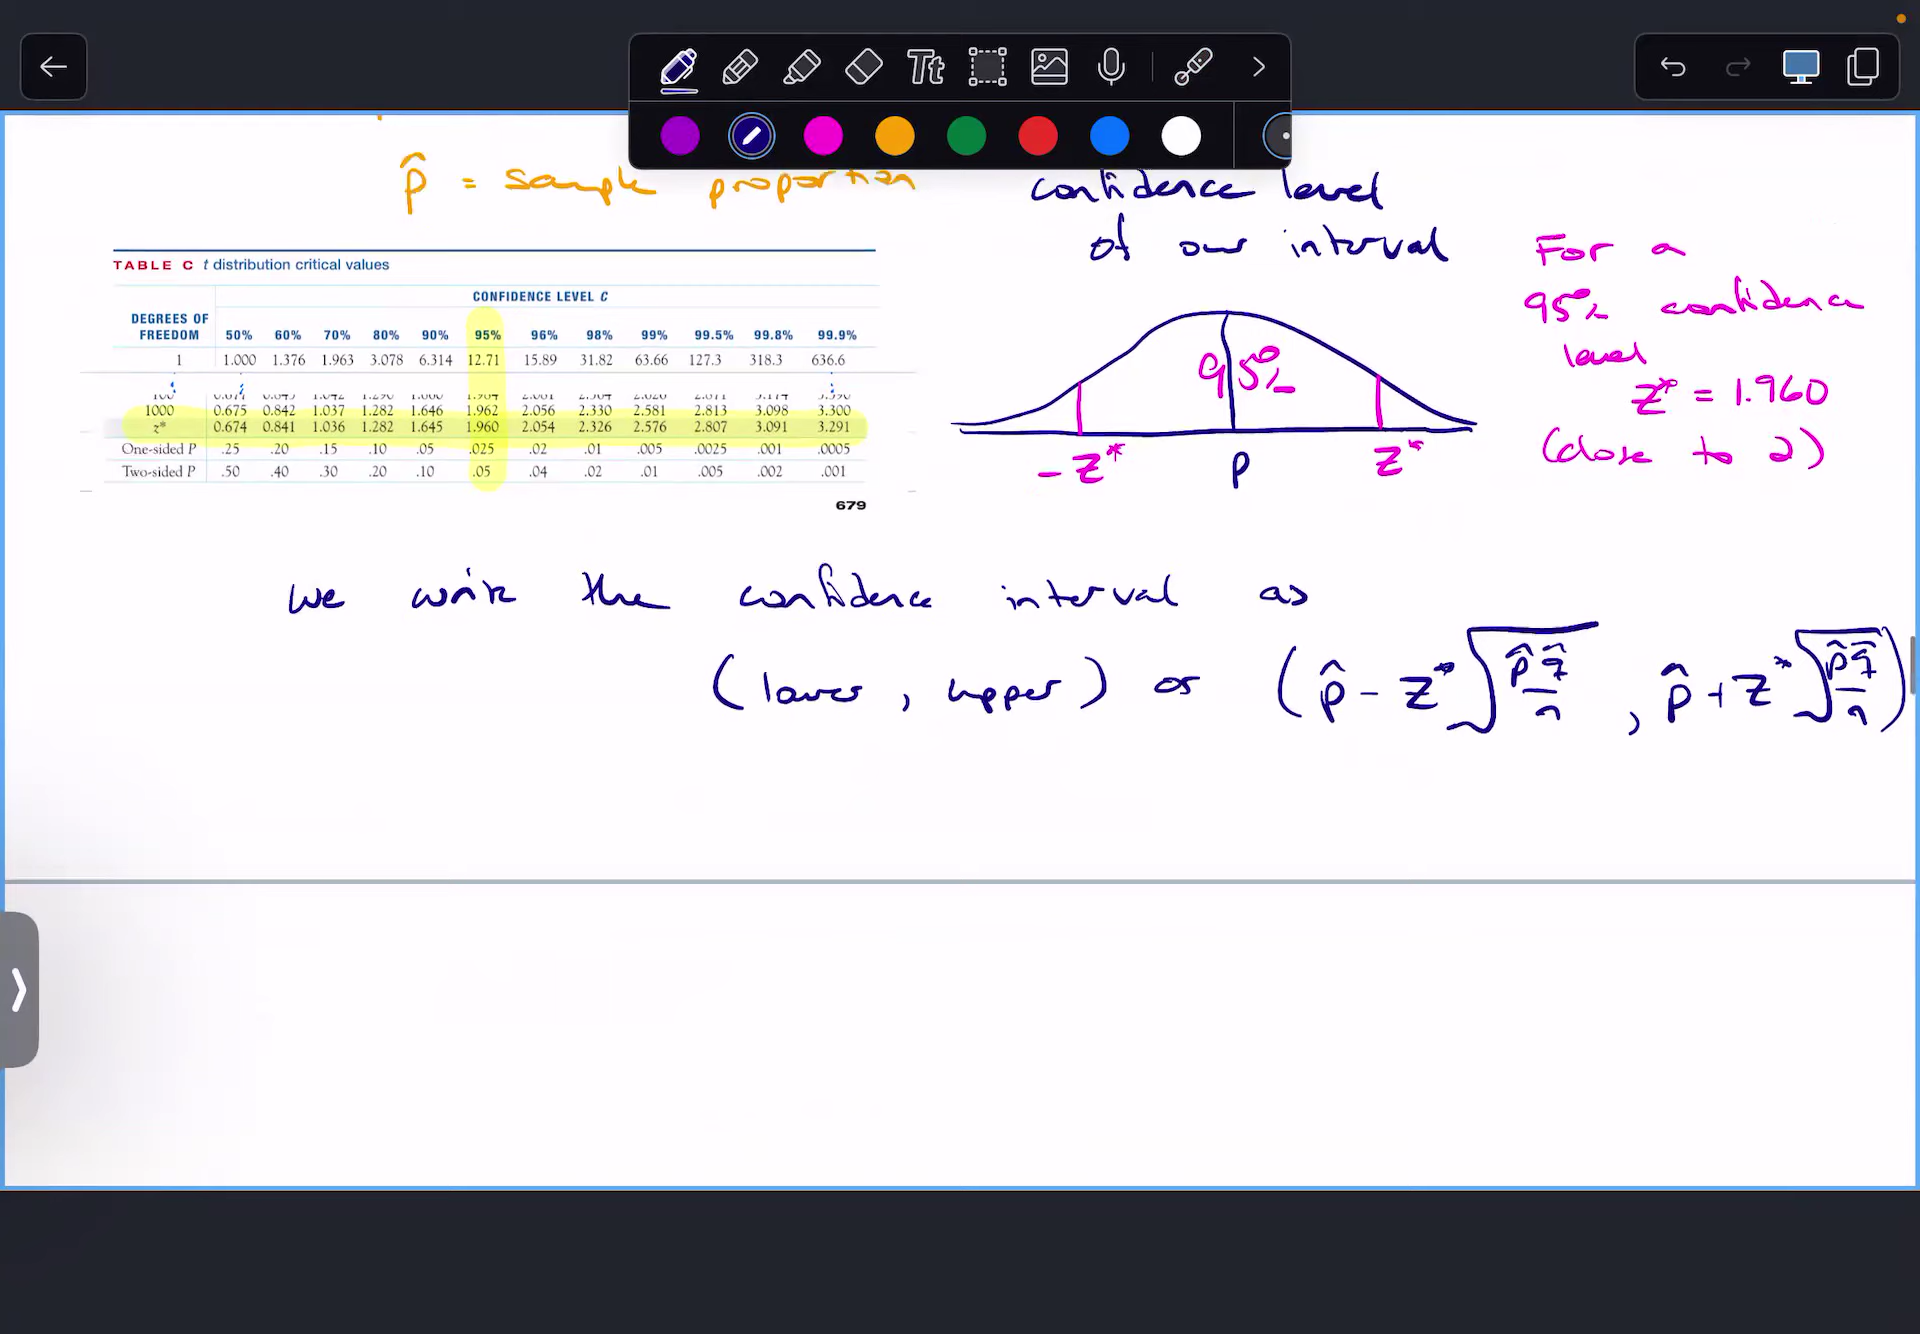 Tt
p̂ = sample proportion
confidence level
of our interval
TABLE C t distribution critical values
CONFIDENCE LEVEL C
DEGREES OF FREEDOM 50% 60% 70% 80% 90% 95% 96% 98% 99% 99.5% 99.8% 99.9%
1 1.000 1.376 1.963 3.078 6.314 12.71 15.89 31.82 63.66 127.3 318.3 636.6
1000 0.675 0.842 1.037 1.282 1.646 1.962 2.056 2.330 2.581 2.813 3.098 3.300
z* 0.674 0.841 1.036 1.282 1.645 1.960 2.054 2.326 2.576 2.807 3.091 3.291
One-sided P .25 .20 .15 .10 .05 .025 .02 .01 .005 .0025 .001 .0005
Two-sided P .50 .40 .30 .20 .10 .05 .04 .02 .01 .005 .002 .001
679
95%
-z* p z*
For a
95% confidence
level
z* = 1.960
(close to 2)
We write the confidence interval as
(lower, upper) or (p̂ - z*√(p̂q̂/n), p̂ + z*√(p̂q̂/n))